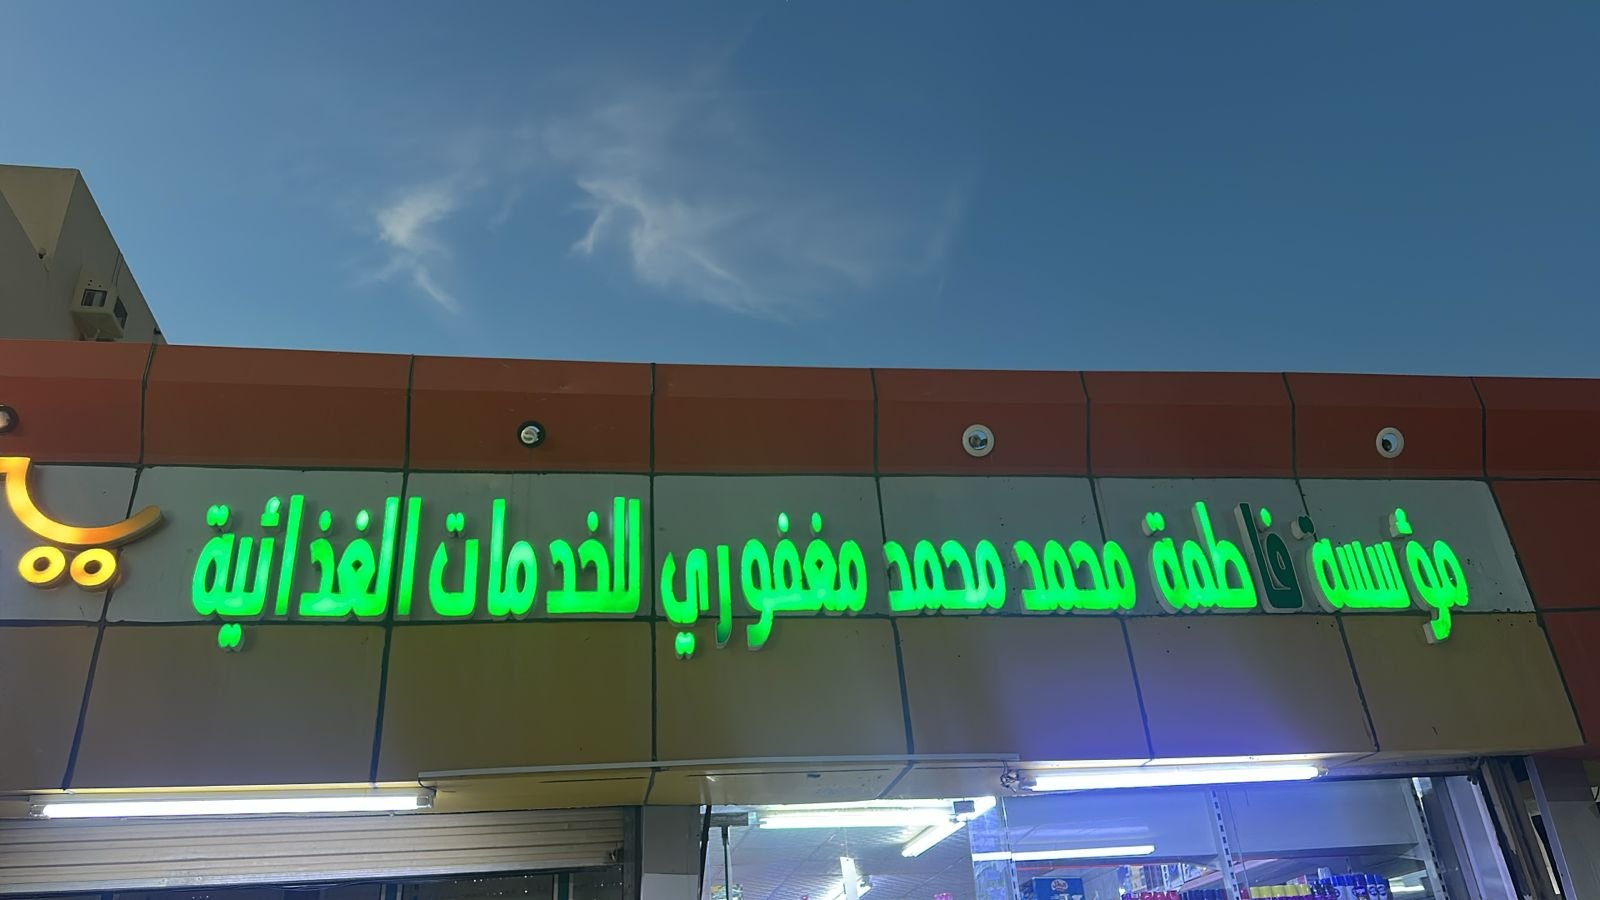 مؤسسة فاطمة محمد محمد مغفوري للخدمات الغذائية